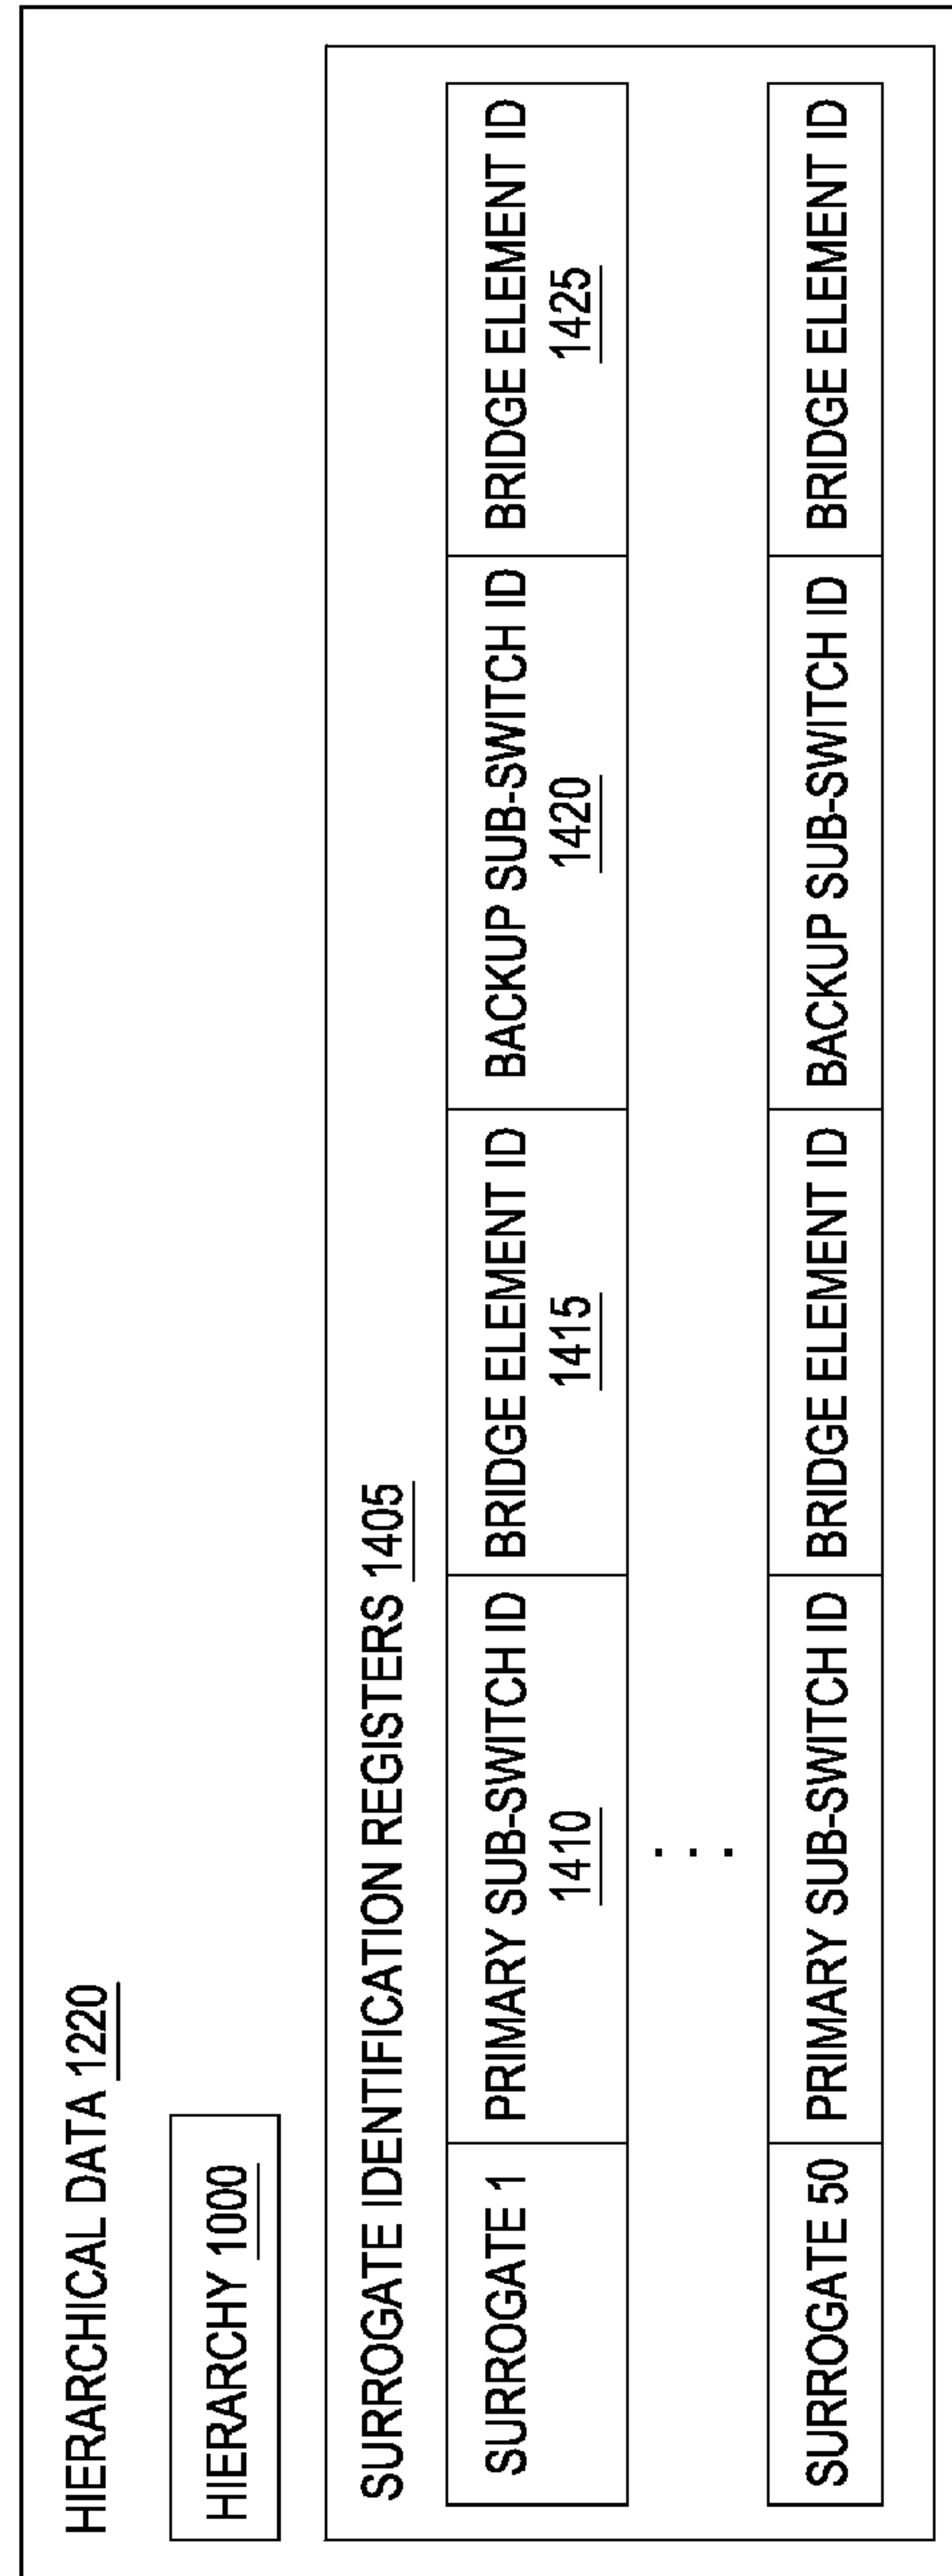 HIERARCHICAL DATA 1220
HIERARCHY 1000
SURROGATE IDENTIFICATION REGISTERS 1405
SURROGATE 1 PRIMARY SUB-SWITCH ID BRIDGE ELEMENT ID BACKUP SUB-SWITCH ID BRIDGE ELEMENT ID
1410 1415 1420 1425
. . .
SURROGATE 50 PRIMARY SUB-SWITCH ID BRIDGE ELEMENT ID BACKUP SUB-SWITCH ID BRIDGE ELEMENT ID